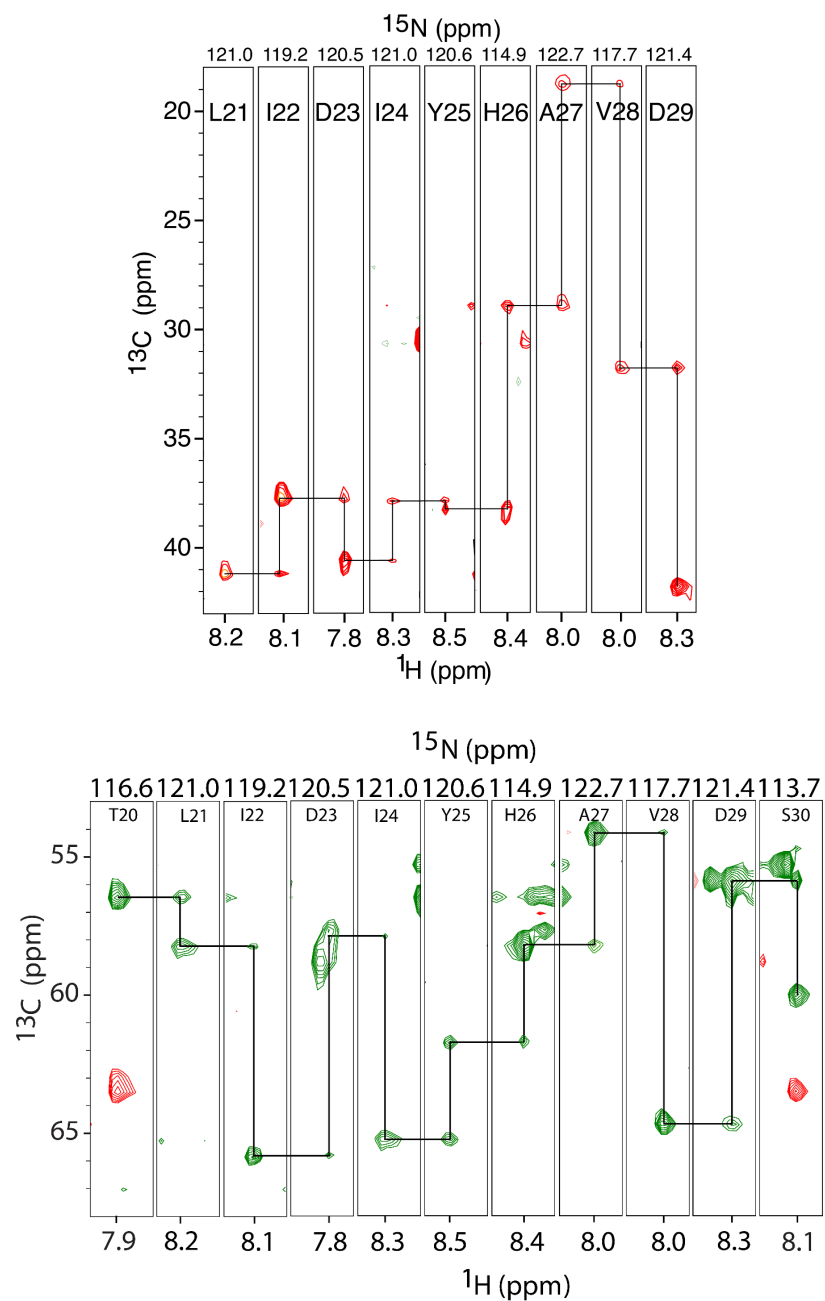 15N (ppm)
121.0 119.2 120.5 121.0 120.6 114.9 122.7 117.7 121.4
L21 I22 D23 I24 Y25 H26 A27 V28 D29
20
25
30
35
40
13C (ppm)
8.2 8.1 7.8 8.3 8.5 8.4 8.0 8.0 8.3
1H (ppm)
15N (ppm)
116.6 121.0 119.2 120.5 121.0 120.6 114.9 122.7 117.7 121.4 113.7
T20 L21 I22 D23 I24 Y25 H26 A27 V28 D29 S30
55
60
65
13C (ppm)
7.9 8.2 8.1 7.8 8.3 8.5 8.4 8.0 8.0 8.3 8.1
1H (ppm)